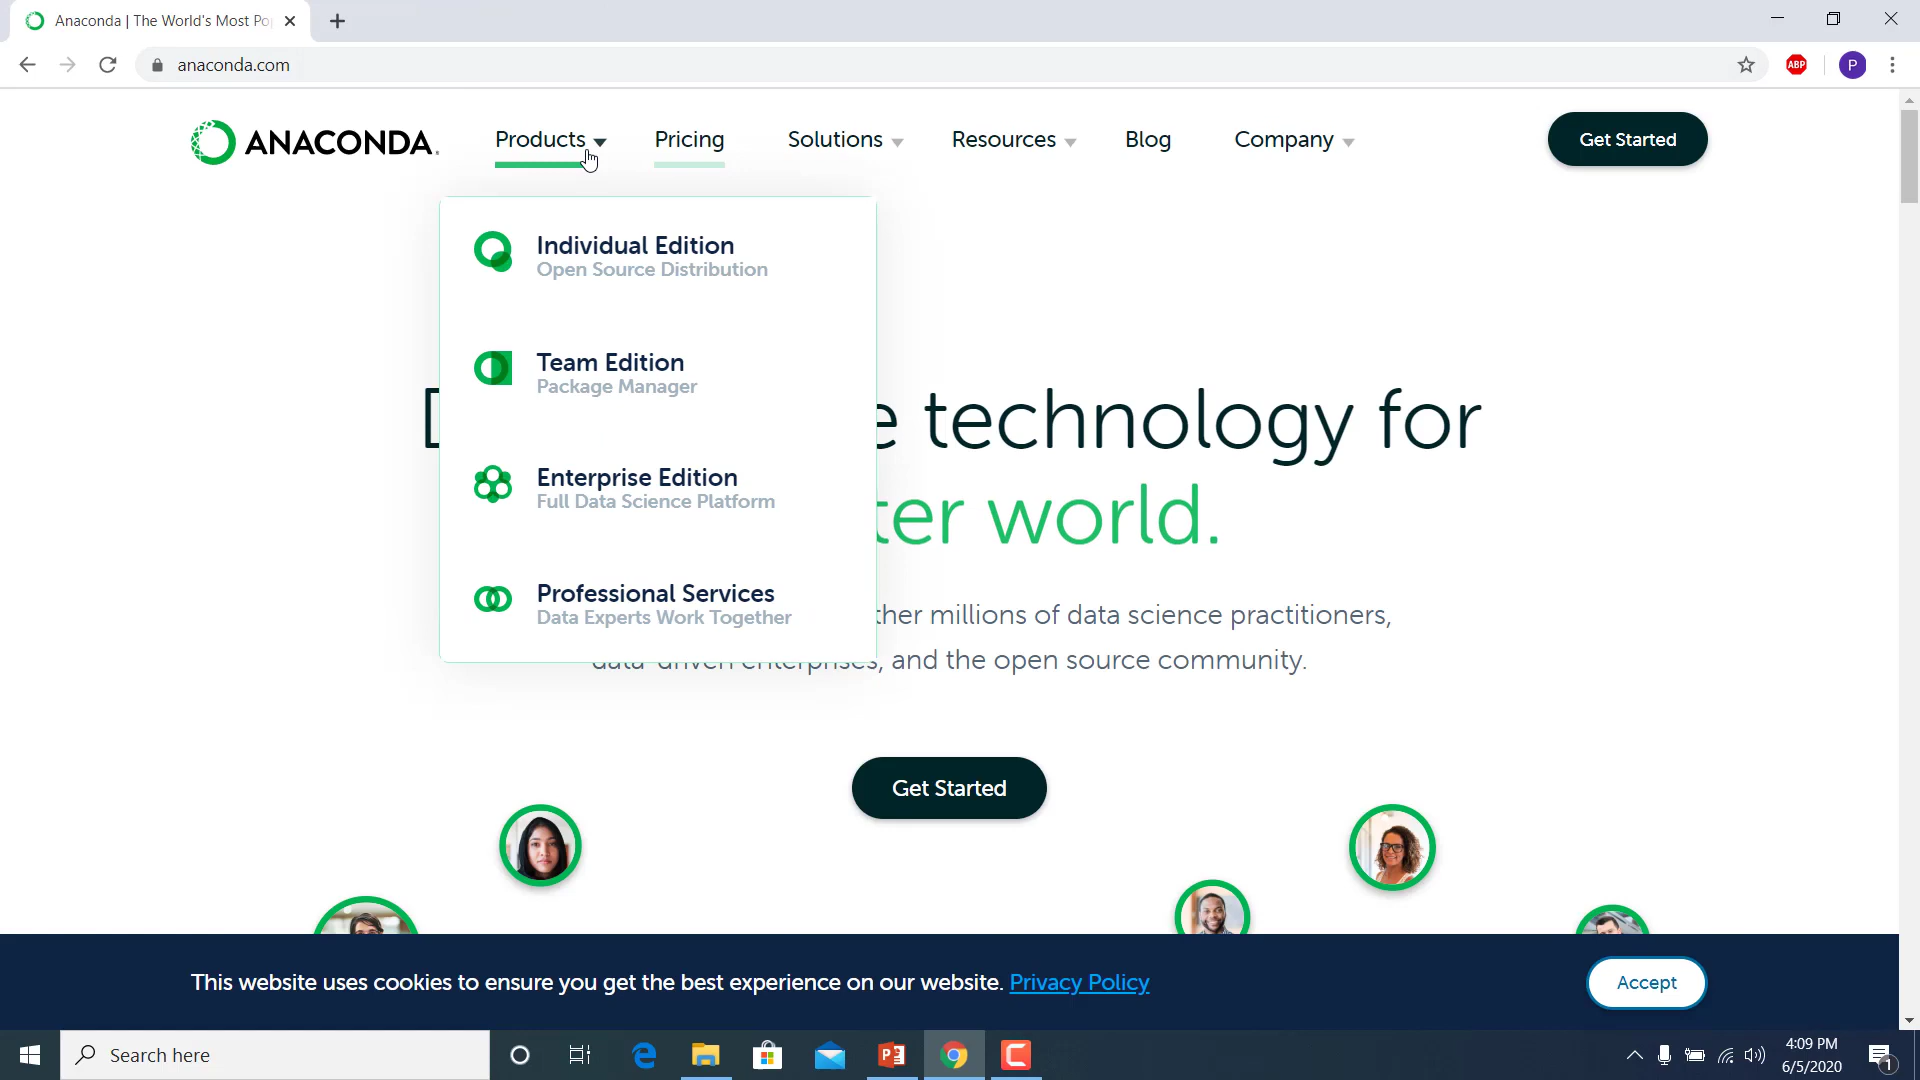 Anaconda | The World's Most Po
anaconda.com
ABP
P
ANACONDA.
Products
Pricing
Solutions
Resources
Blog
Company
Get Started
Individual Edition
Open Source Distribution
Team Edition
Package Manager
Enterprise Edition
Full Data Science Platform
Professional Services
Data Experts Work Together
technology for
world.
millions of data science practitioners,
data-driven enterprises, and the open source community.
Get Started
This website uses cookies to ensure you get the best experience on our website. Privacy Policy
Accept
Search here
4:09 PM
6/5/2020
1